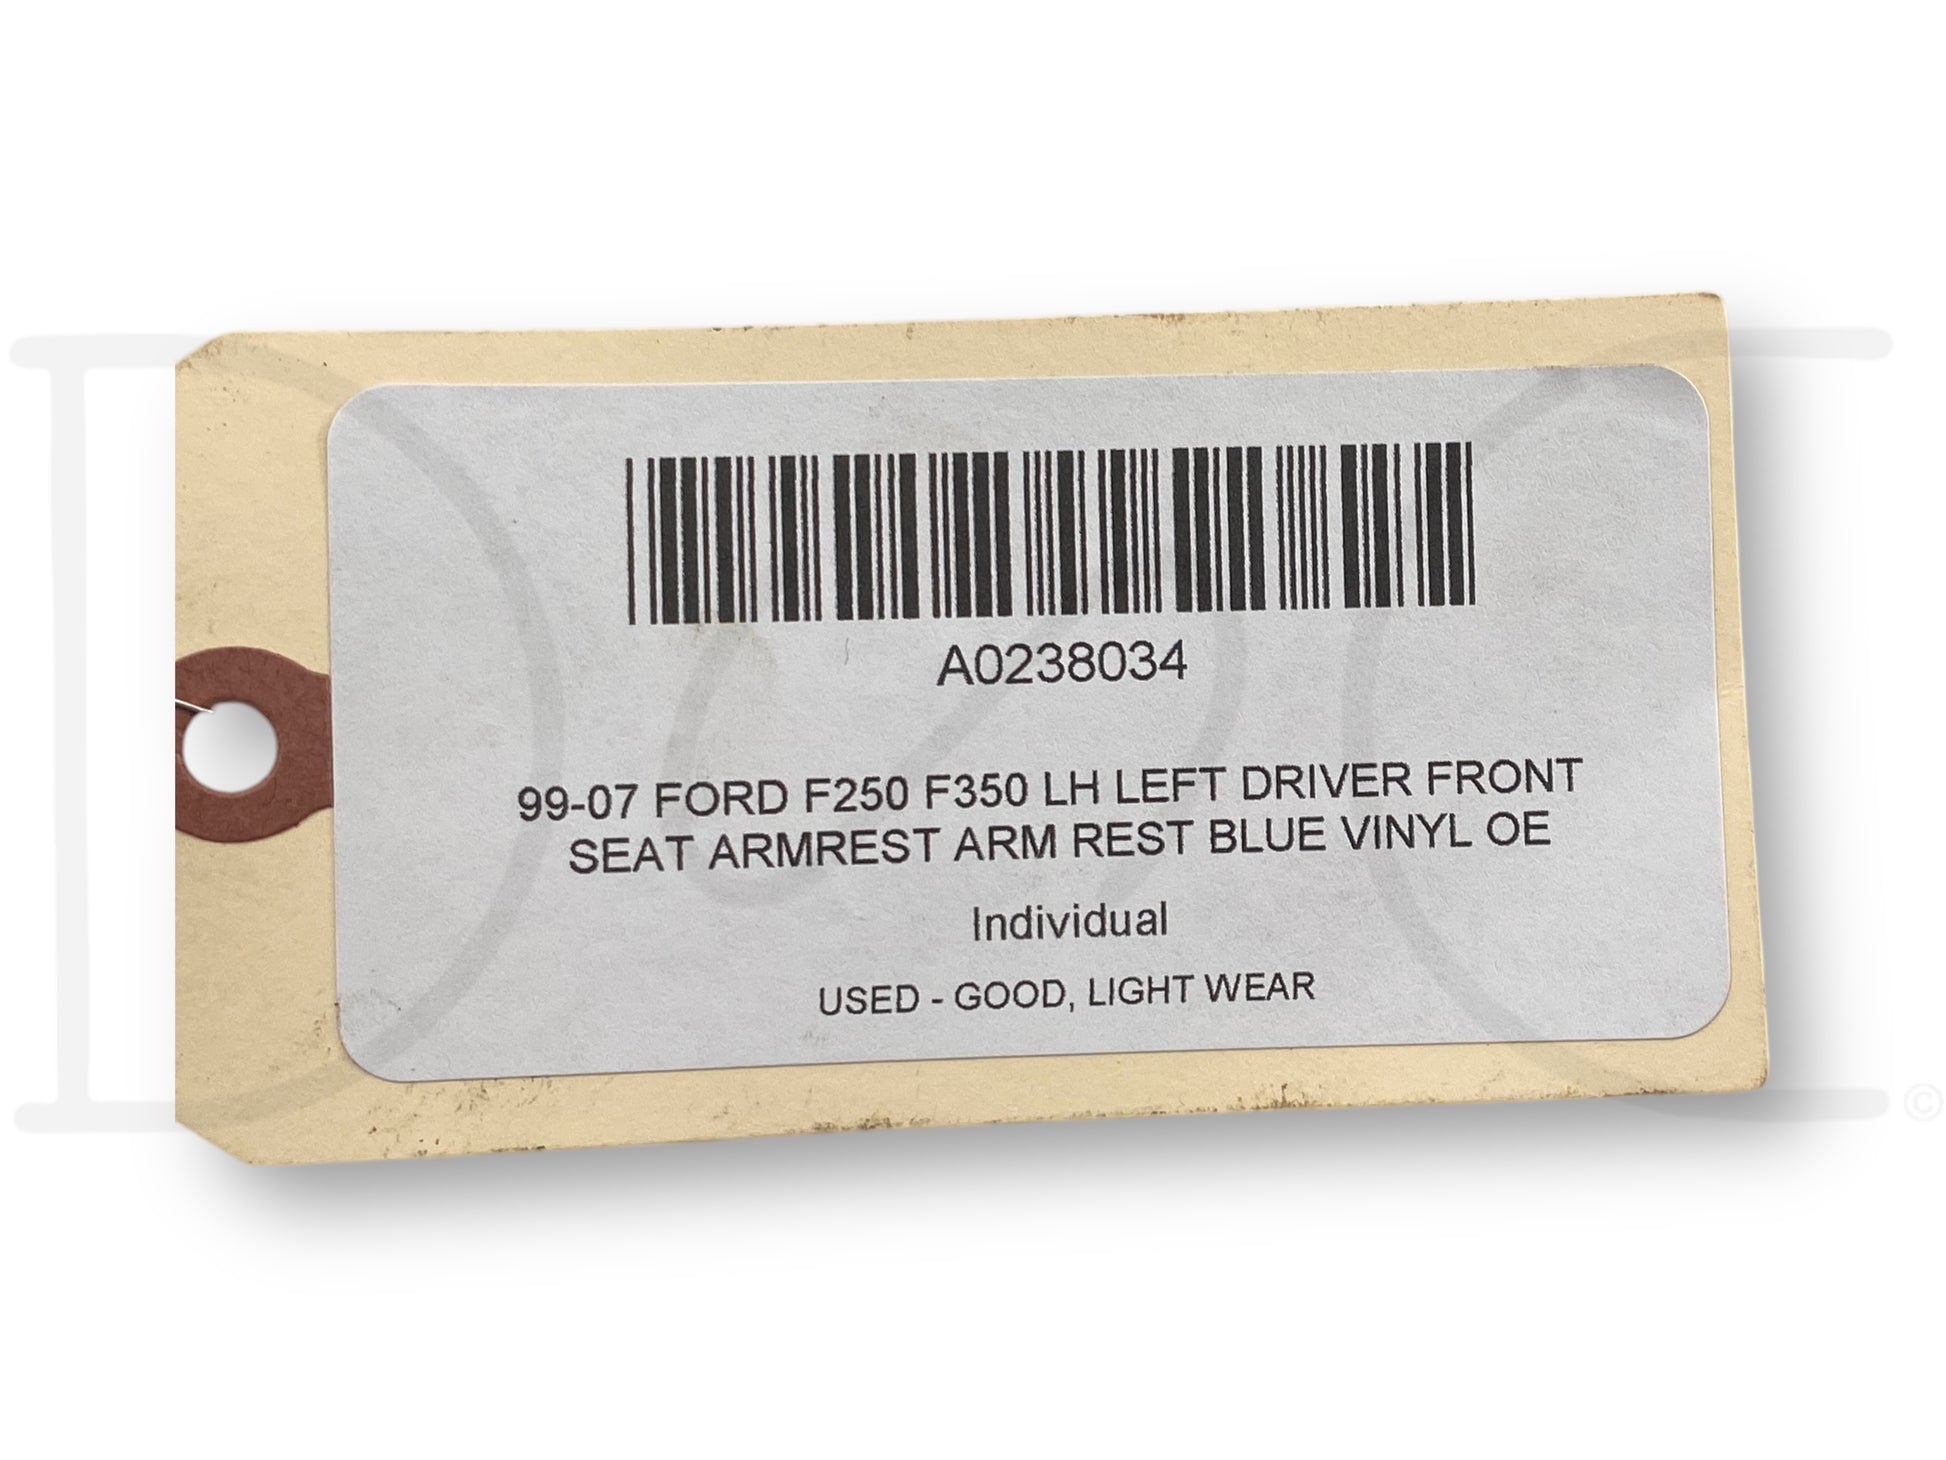 A0238034
99-07 FORD F250 F350 LH LEFT DRIVER FRONT
SEAT ARMREST ARM REST BLUE VINYL OE
Individual
USED - GOOD, LIGHT WEAR
©